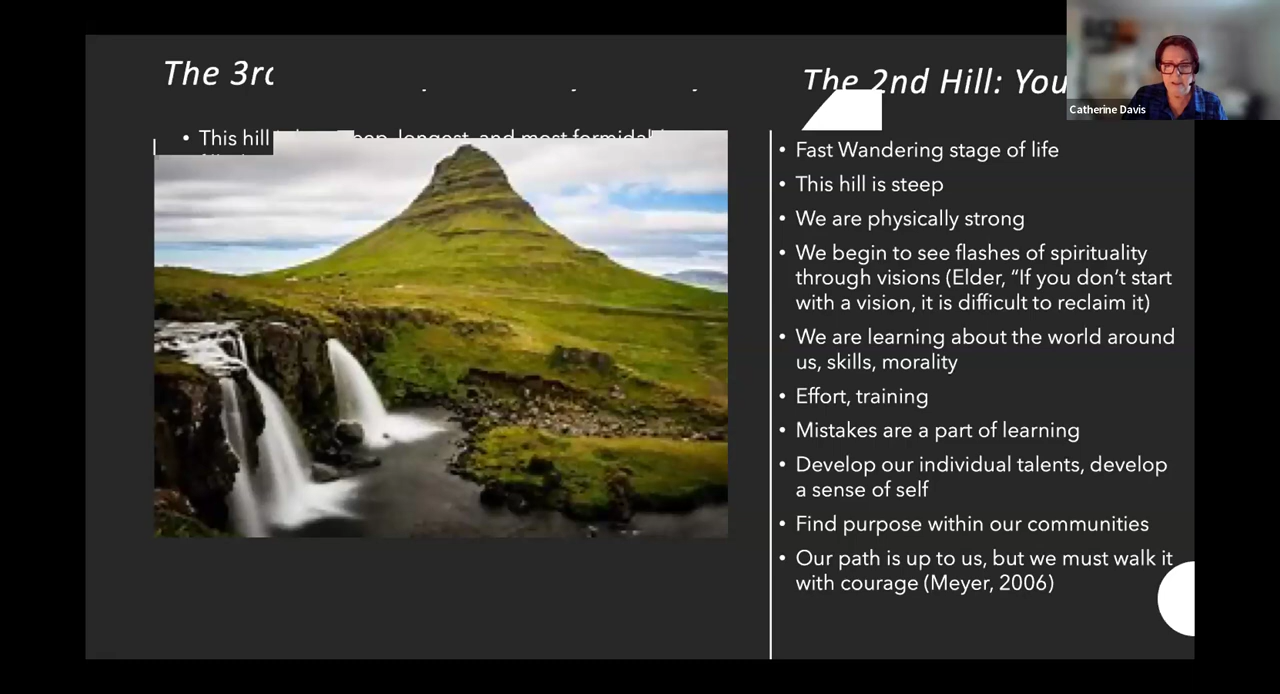 The 3rd
• This hill
The 2nd Hill: You
Catherine Davis
• Fast Wandering stage of life
• This hill is steep
• We are physically strong
• We begin to see flashes of spirituality
through visions (Elder, “If you don’t start
with a vision, it is difficult to reclaim it)
• We are learning about the world around
us, skills, morality
• Effort, training
• Mistakes are a part of learning
• Develop our individual talents, develop
a sense of self
• Find purpose within our communities
• Our path is up to us, but we must walk it
with courage (Meyer, 2006)